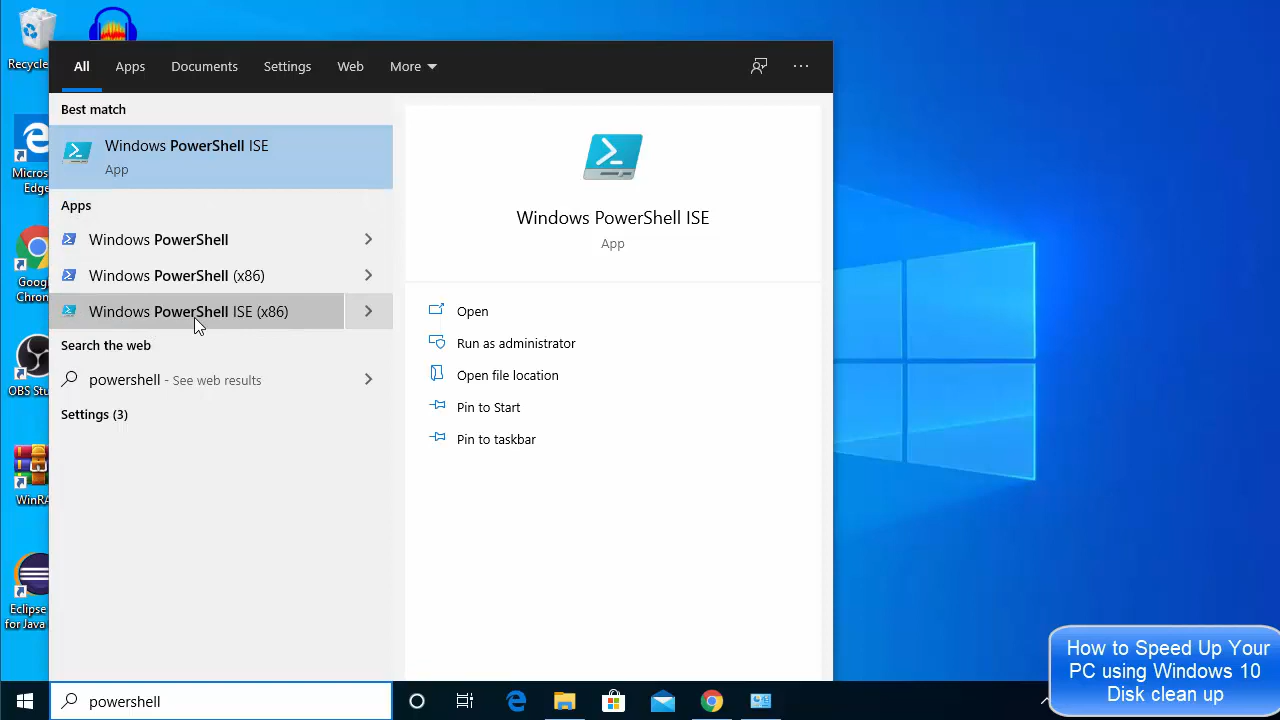 Recycle
Micros
Edge
Googl
Chron
OBS Stu
WinRA
Eclipse
for Java
All Apps Documents Settings Web More
Best match
Windows PowerShell ISE
App
Apps
Windows PowerShell
Windows PowerShell (x86)
Windows PowerShell ISE (x86)
Search the web
powershell - See web results
Settings (3)
Windows PowerShell ISE
App
Open
Run as administrator
Open file location
Pin to Start
Pin to taskbar
powershell
How to Speed Up Your
PC using Windows 10
Disk clean up